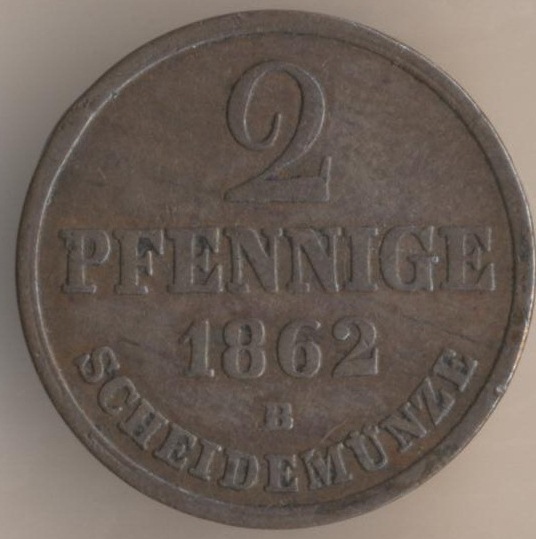 2
PFENNIGE
1862
B
SCHEIDEMÜNZE